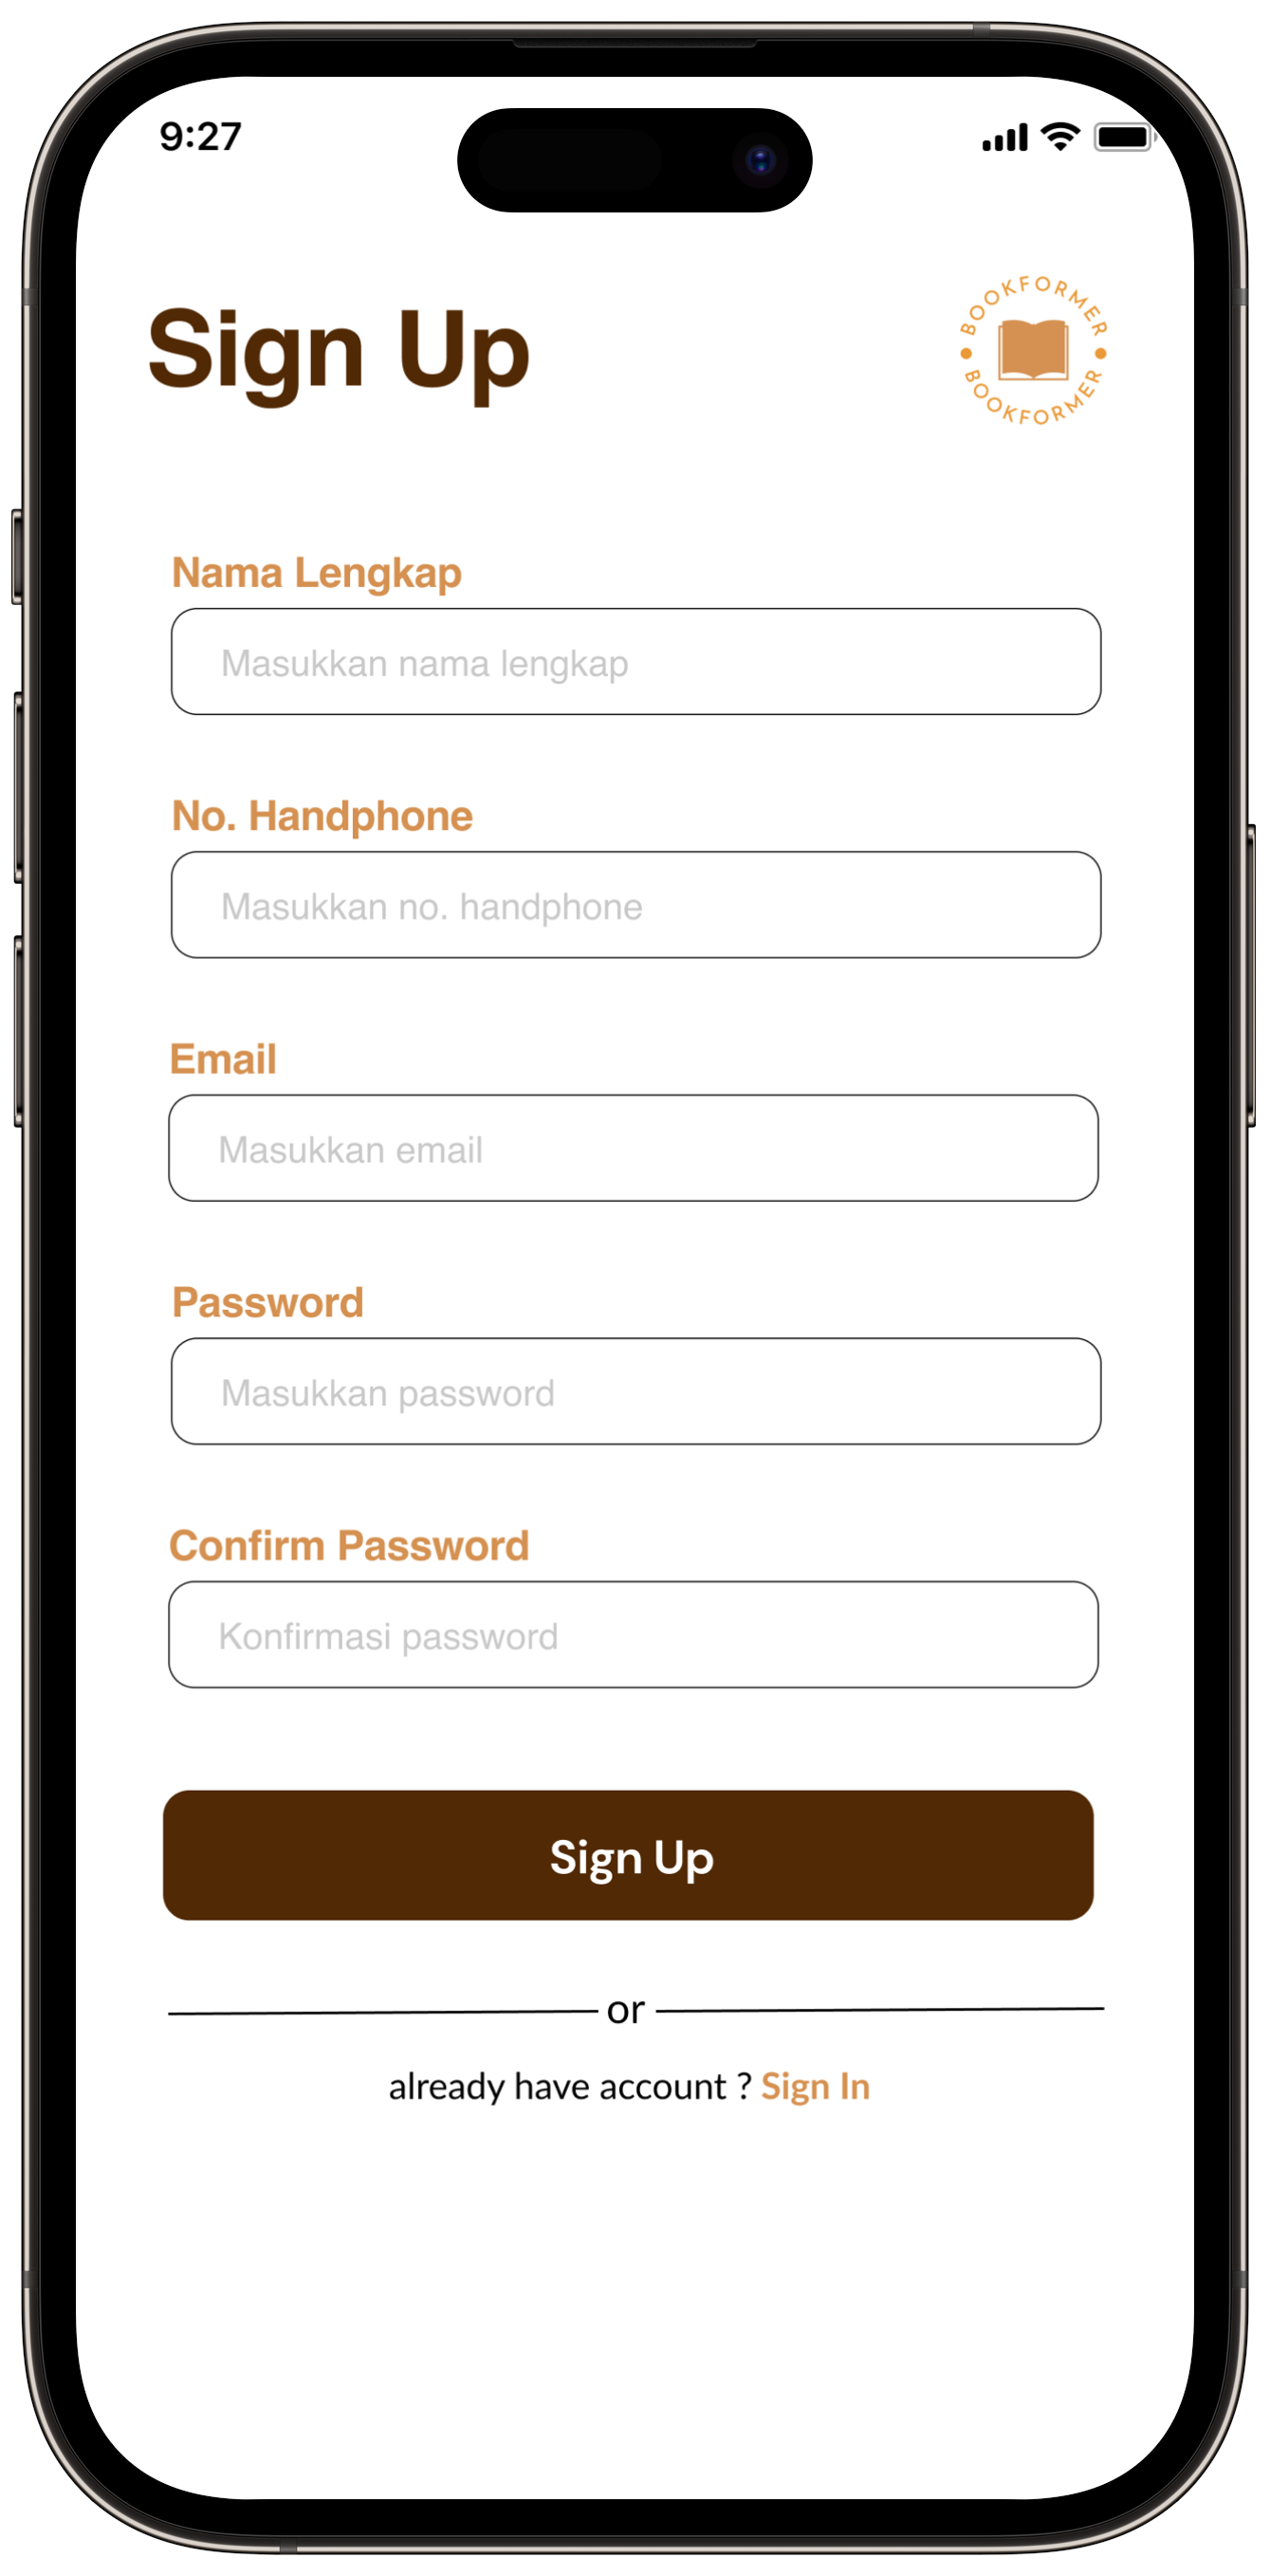 9:27
Sign Up
BOOKFORMER
BOOKFORMER
Nama Lengkap
Masukkan nama lengkap
No. Handphone
Masukkan no. handphone
Email
Masukkan email
Password
Masukkan password
Confirm Password
Konfirmasi password
Sign Up
or
already have account ? Sign In